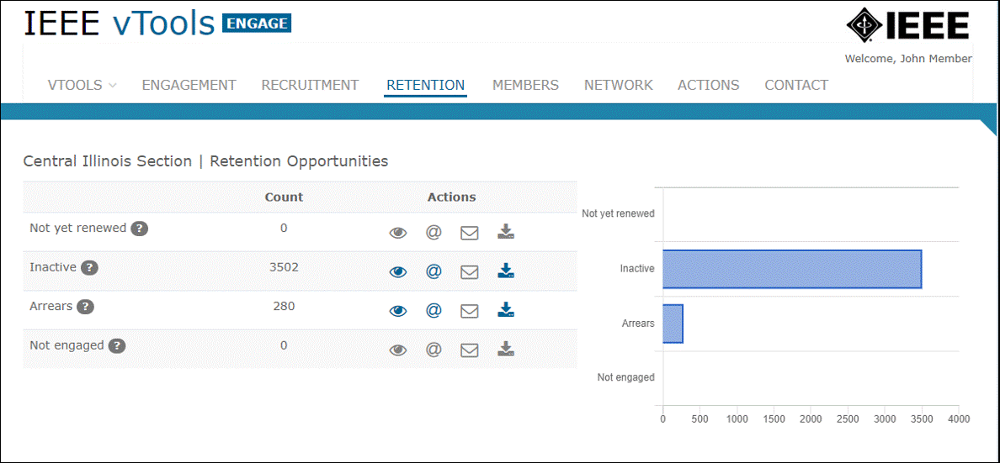 IEEE vTools ENGAGE
IEEE
Welcome, John Member
VTOOLS ENGAGEMENT RECRUITMENT RETENTION MEMBERS NETWORK ACTIONS CONTACT
Central Illinois Section | Retention Opportunities
Count Actions
Not yet renewed ? 0 @
Inactive ? 3502 @
Arrears ? 280 @
Not engaged ? 0 @
Not yet renewed
Inactive
Arrears
Not engaged
0 500 1000 1500 2000 2500 3000 3500 4000